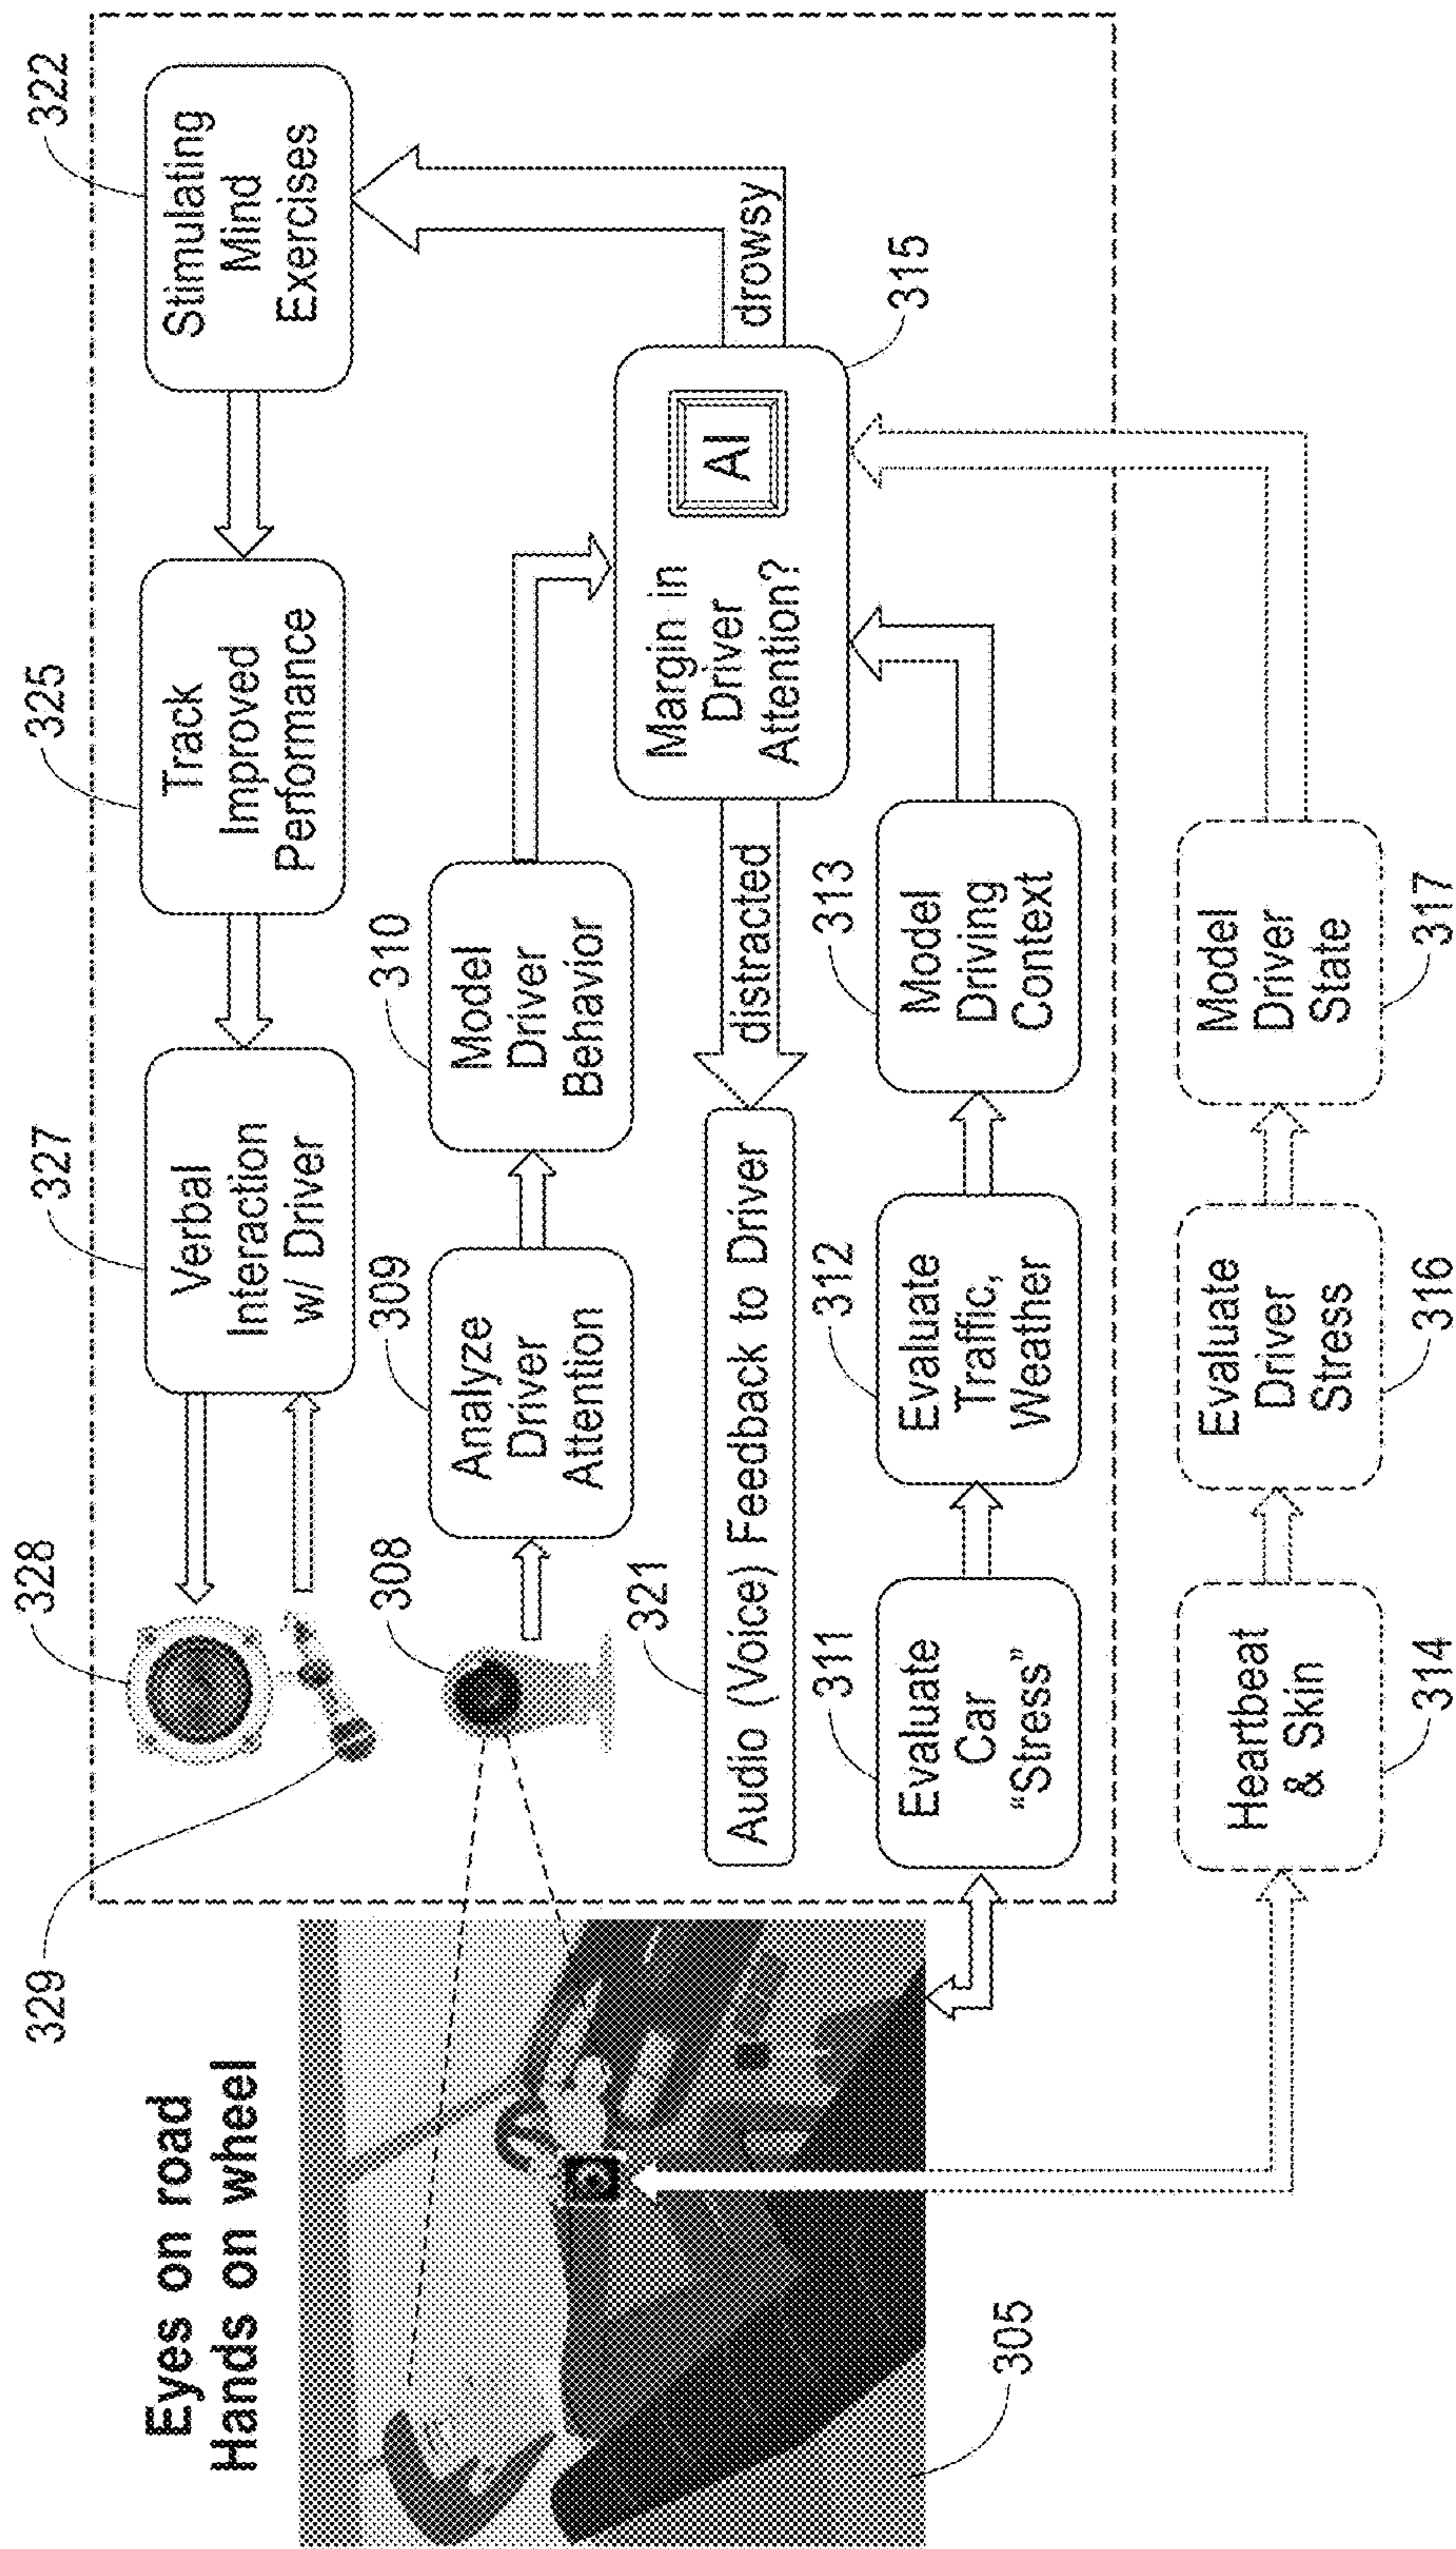 Eyes on road
Hands on wheel
329
328
327
325
322
Verbal
Interaction
w/ Driver
Track
Improved
Performance
Stimulating
Mind
Exercises
308
309
310
Analyze
Driver
Attention
Model
Driver
Behavior
Margin in
Driver
Attention?
AI
drowsy
315
distracted
321
Audio (Voice) Feedback to Driver
311
312
313
Evaluate
Car
“Stress”
Evaluate
Traffic,
Weather
Model
Driving
Context
305
Heartbeat
& Skin
Evaluate
Driver
Stress
Model
Driver
State
314
316
317